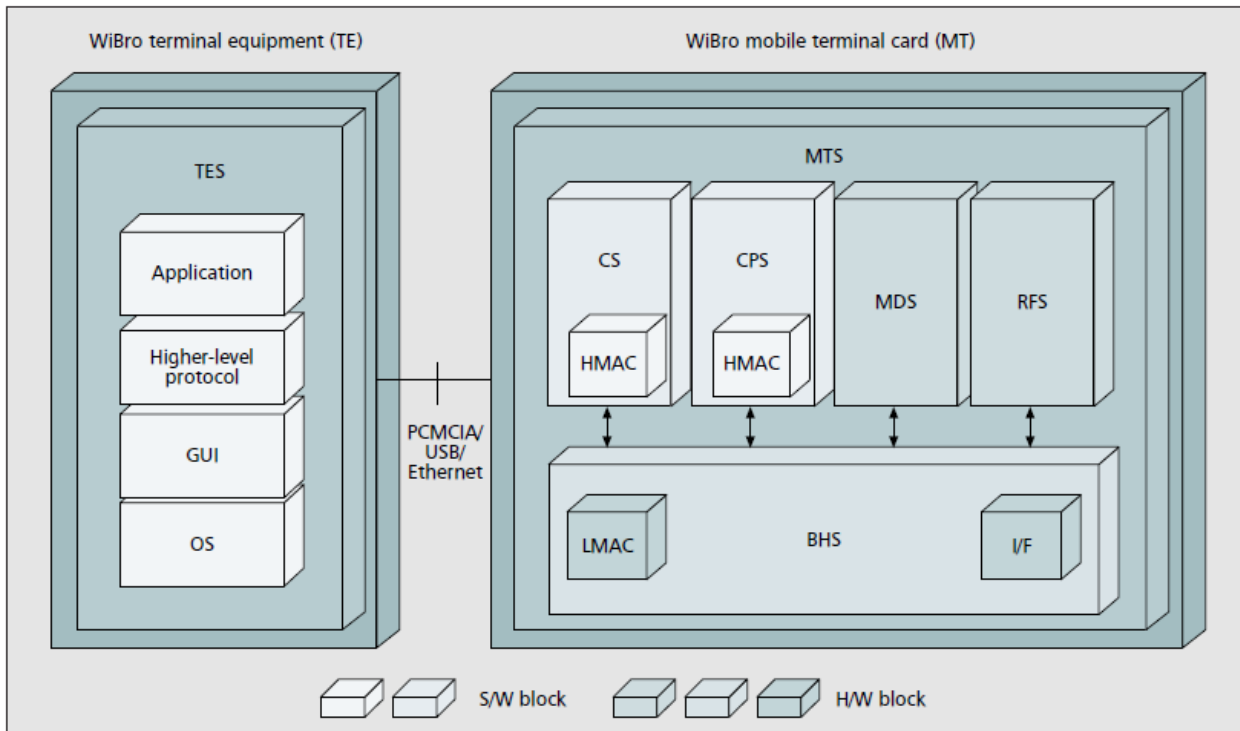 WiBro terminal equipment (TE)
WiBro mobile terminal card (MT)
TES
Application
Higher-level
protocol
GUI
OS
PCMCIA/
USB/
Ethernet
MTS
CS
HMAC
CPS
HMAC
MDS
RFS
LMAC
BHS
I/F
S/W block
H/W block